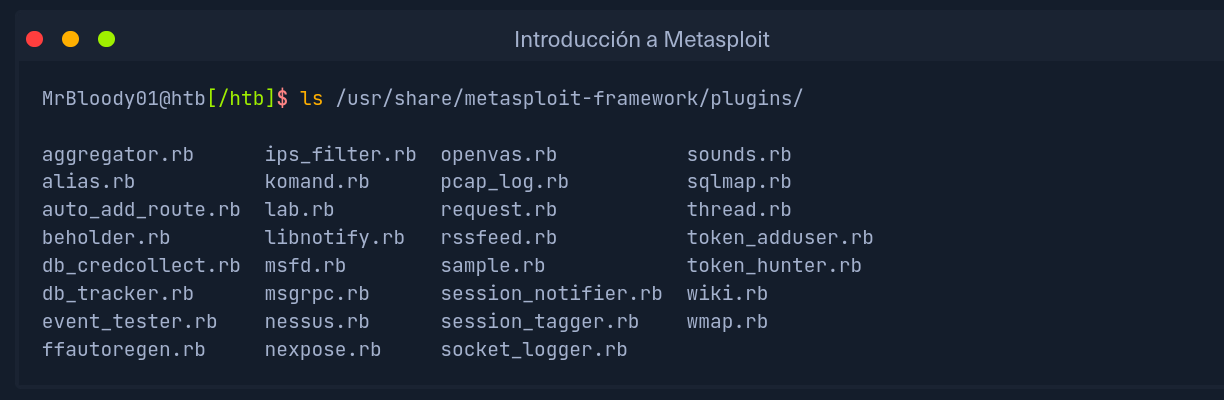 Introducción a Metasploit
MrBloody01@htb[/htb]$ ls /usr/share/metasploit-framework/plugins/
aggregator.rb ips_filter.rb openvas.rb sounds.rb
alias.rb komand.rb pcap_log.rb sqlmap.rb
auto_add_route.rb lab.rb request.rb thread.rb
beholder.rb libnotify.rb rssfeed.rb token_adduser.rb
db_credcollect.rb msfd.rb sample.rb token_hunter.rb
db_tracker.rb msgrpc.rb session_notifier.rb wiki.rb
event_tester.rb nessus.rb session_tagger.rb wmap.rb
ffautoregen.rb nexpose.rb socket_logger.rb